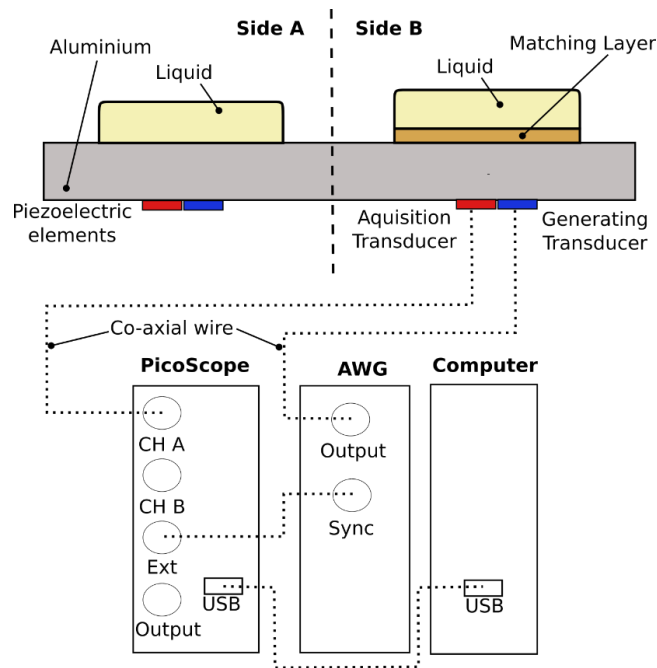 Side A
Side B
Aluminium
Matching Layer
Liquid
Liquid
Piezoelectric
elements
Aquisition
Transducer
Generating
Transducer
Co-axial wire
PicoScope
AWG
Computer
CH A
Output
CH B
Sync
Ext
USB
USB
Output